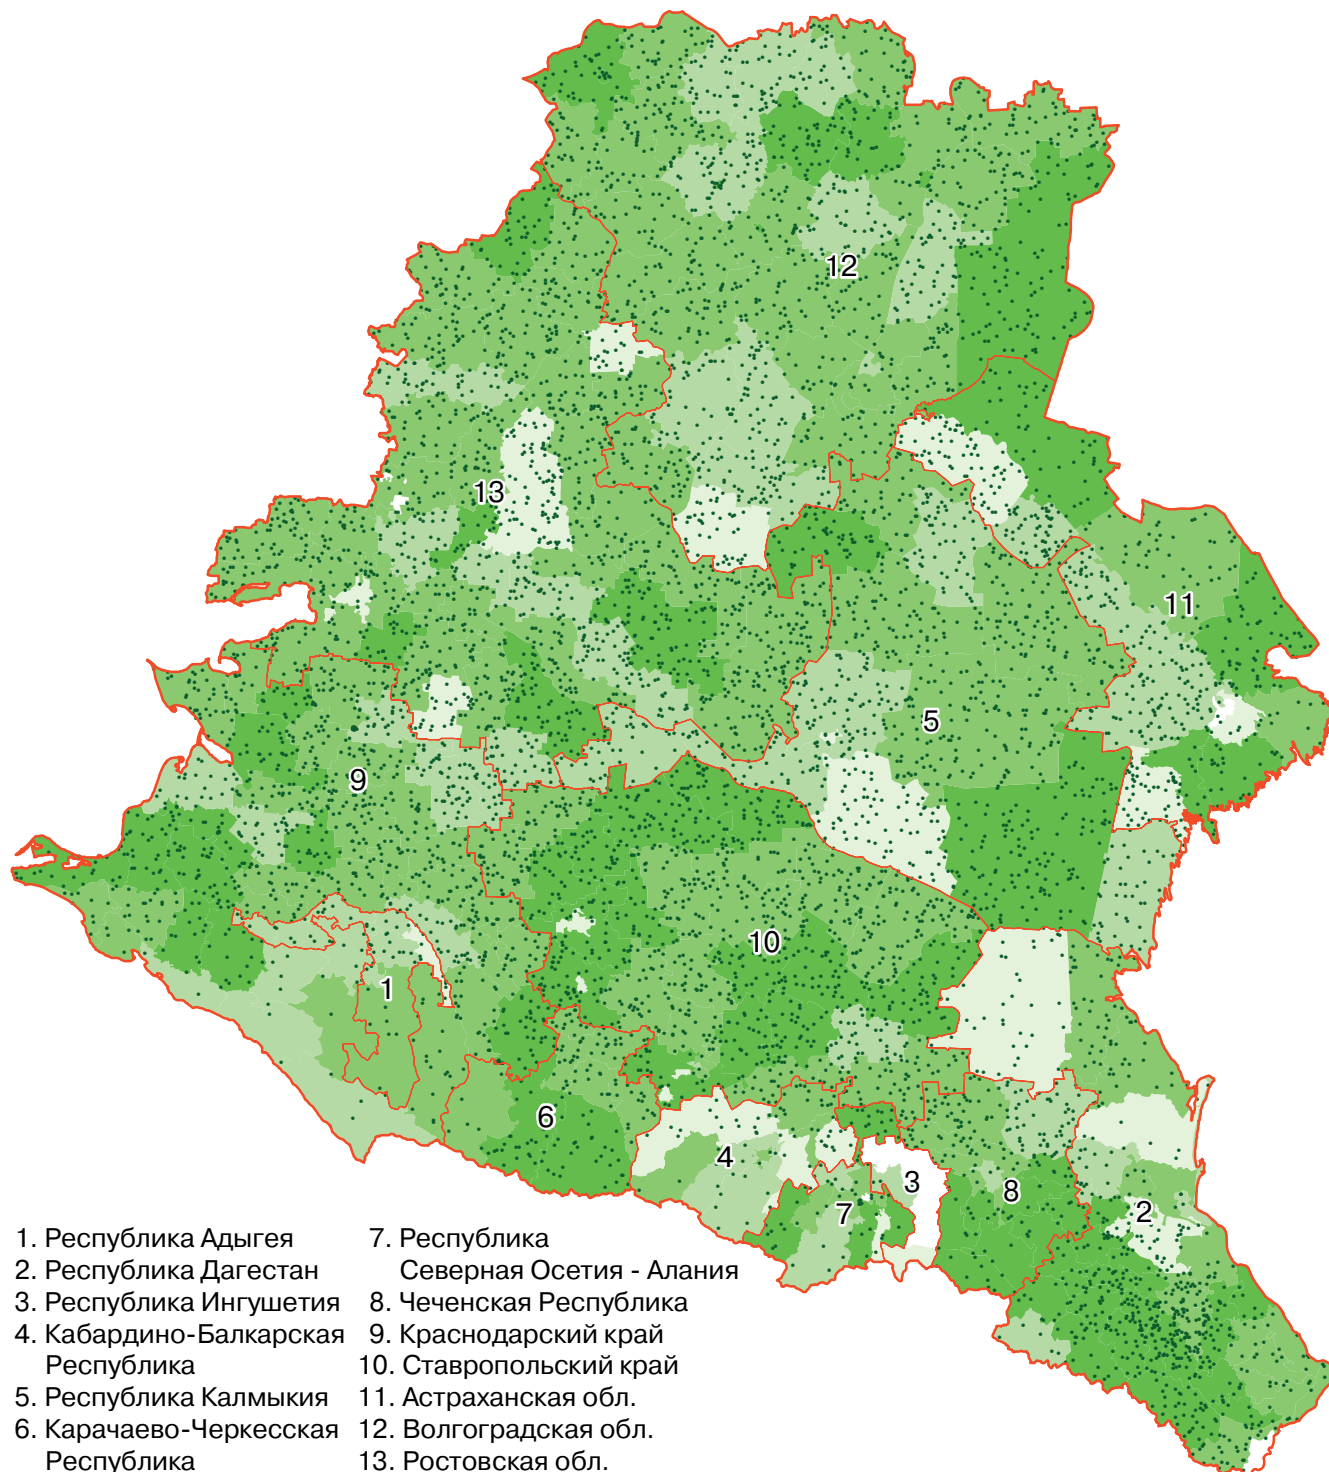 12
13
11
5
9
10
1
6
4
3
8
7
2
1. Республика Адыгея
2. Республика Дагестан
3. Республика Ингушетия
4. Кабардино-Балкарская
Республика
5. Республика Калмыкия
6. Карачаево-Черкесская
Республика
7. Республика
Северная Осетия - Алания
8. Чеченская Республика
9. Краснодарский край
10. Ставропольский край
11. Астраханская обл.
12. Волгоградская обл.
13. Ростовская обл.